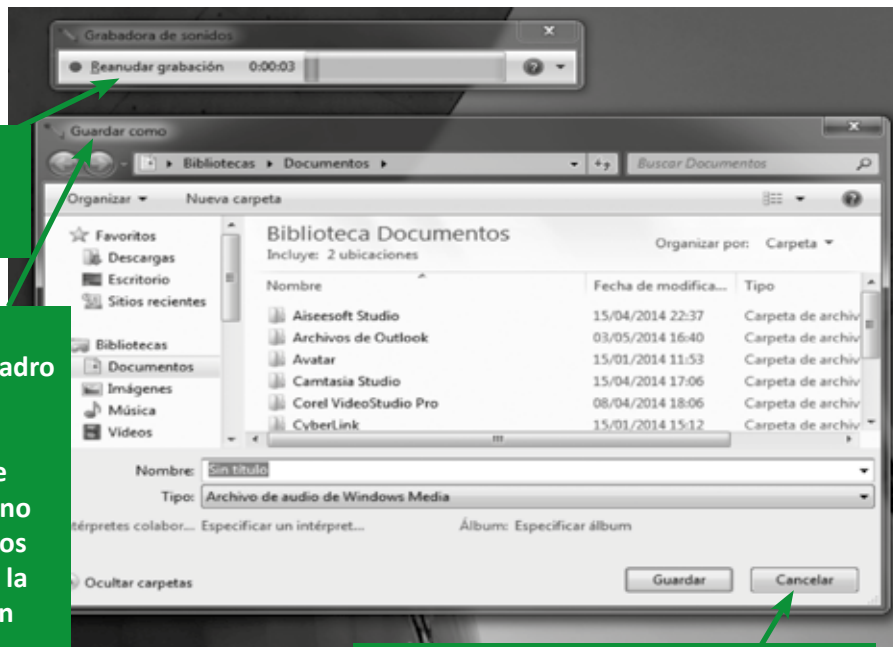 Grabadora de sonidos
Reanudar grabación 0:00:03
Guardar como
Bibliotecas Documentos
Buscar Documentos
Organizar Nueva carpeta
Favoritos
Descargas
Escritorio
Sitios recientes
Bibliotecas
Documentos
Imágenes
Música
Vídeos
Biblioteca Documentos
Incluye: 2 ubicaciones
Organizar por: Carpeta
Nombre Fecha de modifica... Tipo
Aiseesoft Studio 15/04/2014 22:37 Carpeta de archiv
Archivos de Outlook 03/05/2014 16:40 Carpeta de archiv
Avatar 15/01/2014 11:53 Carpeta de archiv
Camtasia Studio 15/04/2014 17:06 Carpeta de archiv
Corel VideoStudio Pro 08/04/2014 18:06 Carpeta de archiv
CyberLink 15/01/2014 15:12 Carpeta de archiv
Nombre: Sin título
Tipo: Archivo de audio de Windows Media
térpretes colabor... Especificar un intérpret... Álbum: Especificar álbum
Ocultar carpetas
Guardar Cancelar
adro
e
no
os
la
n